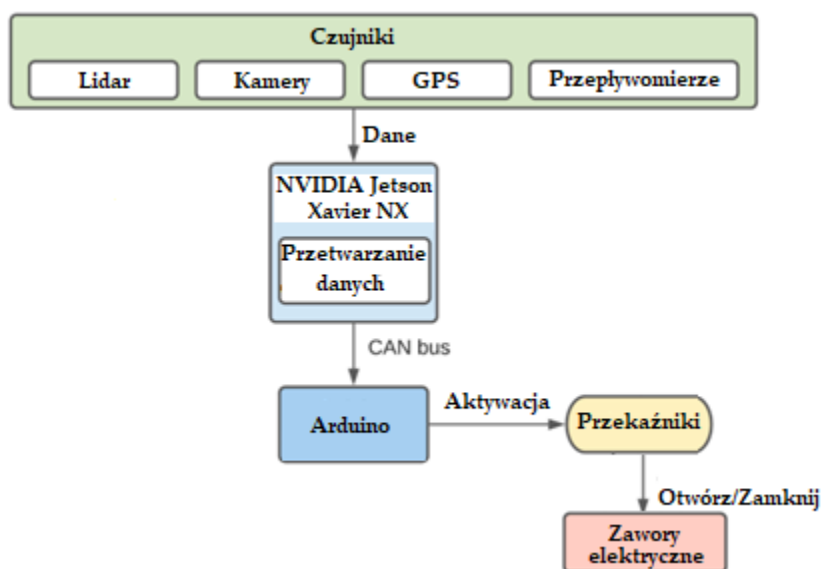 Czujniki
Lidar
Kamery
GPS
Przepływomierze
Dane
NVIDIA Jetson
Xavier NX
Przetwarzanie
danych
CAN bus
Arduino
Aktywacja
Przekaźniki
Otwórz/Zamknij
Zawory
elektryczne